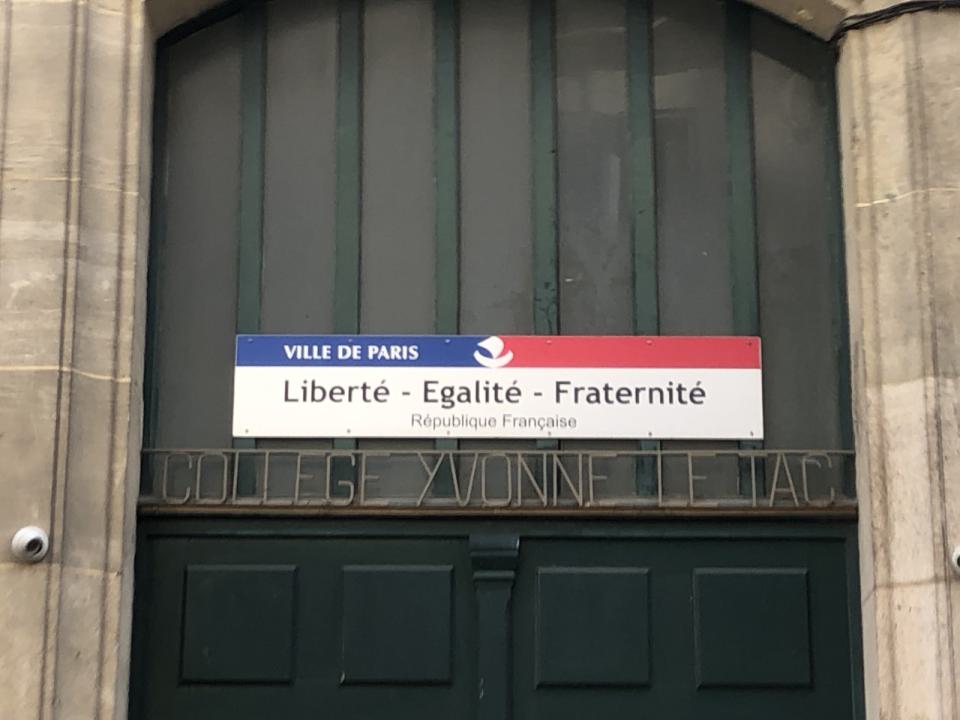 VILLE DE PARIS
Liberté - Egalité - Fraternité
République Française
COLLEGE YVONNE LE TAC